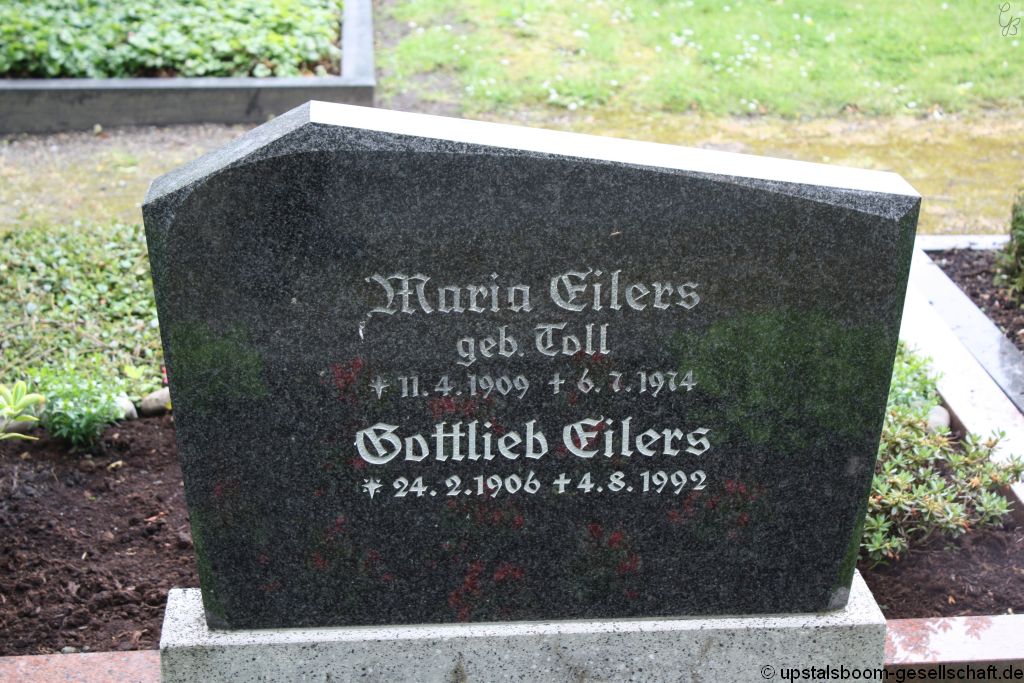 Maria Eilers
geb. Toll
* 11.4.1909 † 6.7.1974
Gottlieb Eilers
* 24.2.1906 † 4.8.1992
GB
© upstalsboom-gesellschaft.de